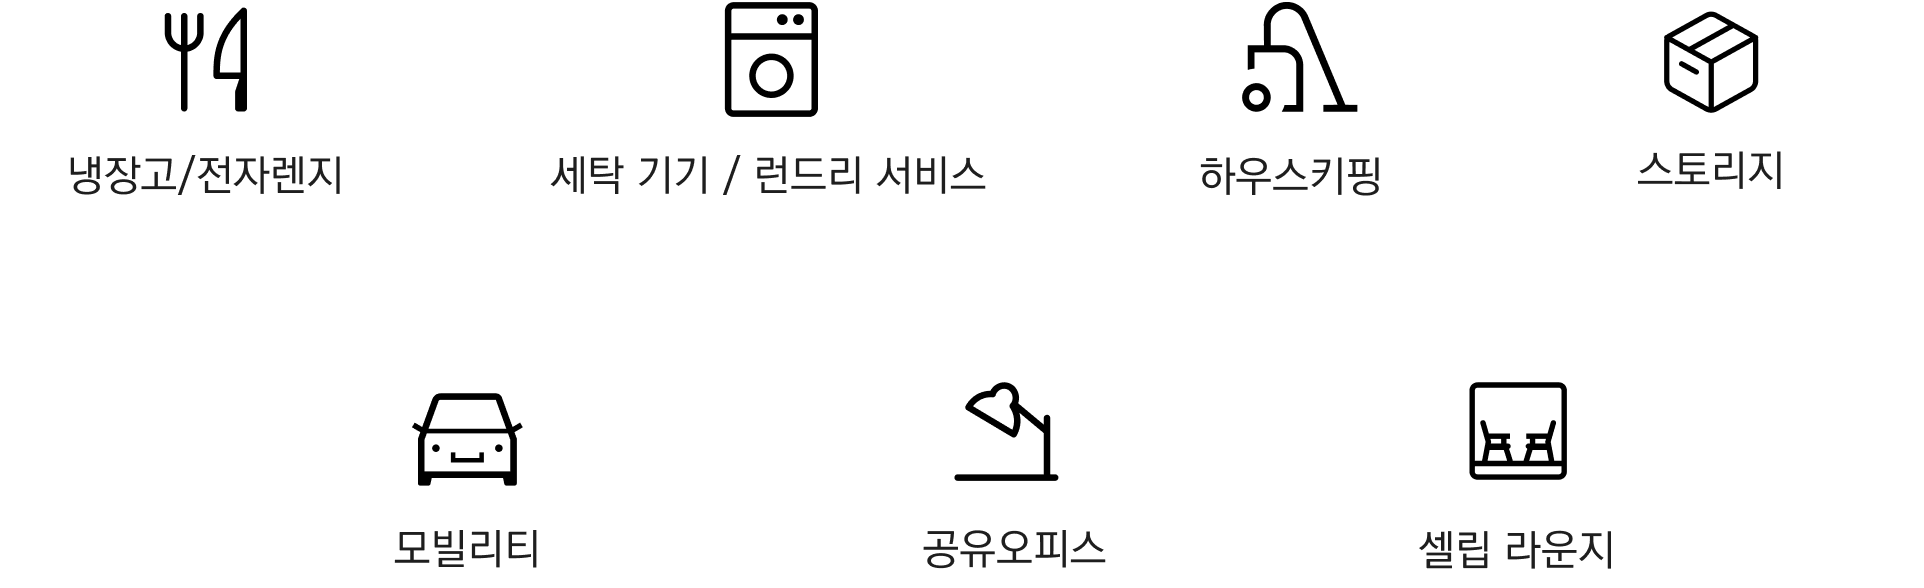 냉장고/전자렌지
세탁 기기 / 런드리 서비스
하우스키핑
스토리지
모빌리티
공유오피스
셀립 라운지